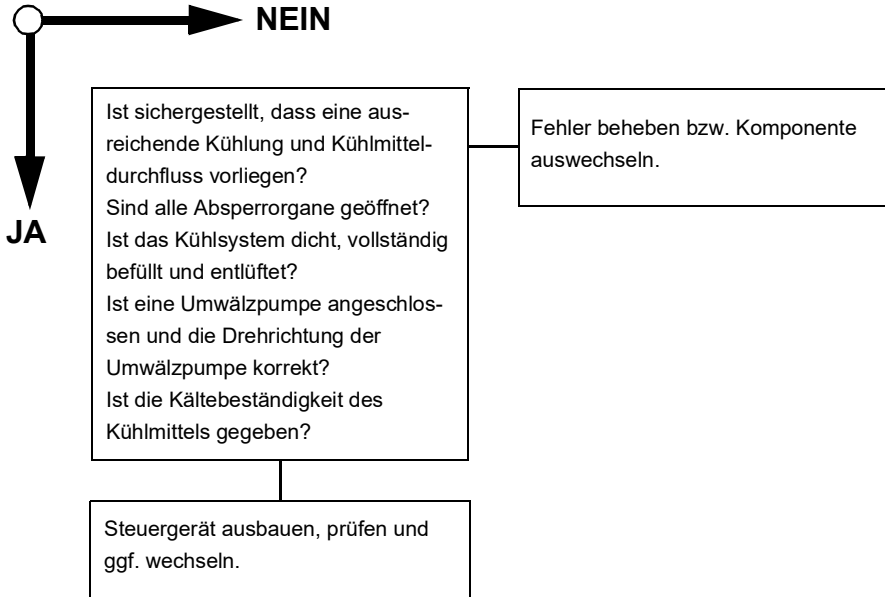 NEIN
JA
Ist sichergestellt, dass eine aus-
reichende Kühlung und Kühlmittel-
durchfluss vorliegen?
Sind alle Absperrorgane geöffnet?
Ist das Kühlsystem dicht, vollständig
befüllt und entlüftet?
Ist eine Umwälzpumpe angeschlos-
sen und die Drehrichtung der
Umwälzpumpe korrekt?
Ist die Kältebeständigkeit des
Kühlmittels gegeben?
Fehler beheben bzw. Komponente
auswechseln.
Steuergerät ausbauen, prüfen und
ggf. wechseln.